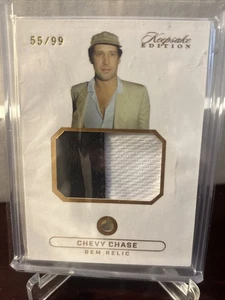 55/99
Keepsake
EDITION
CHEVY CHASE
GEM RELIC